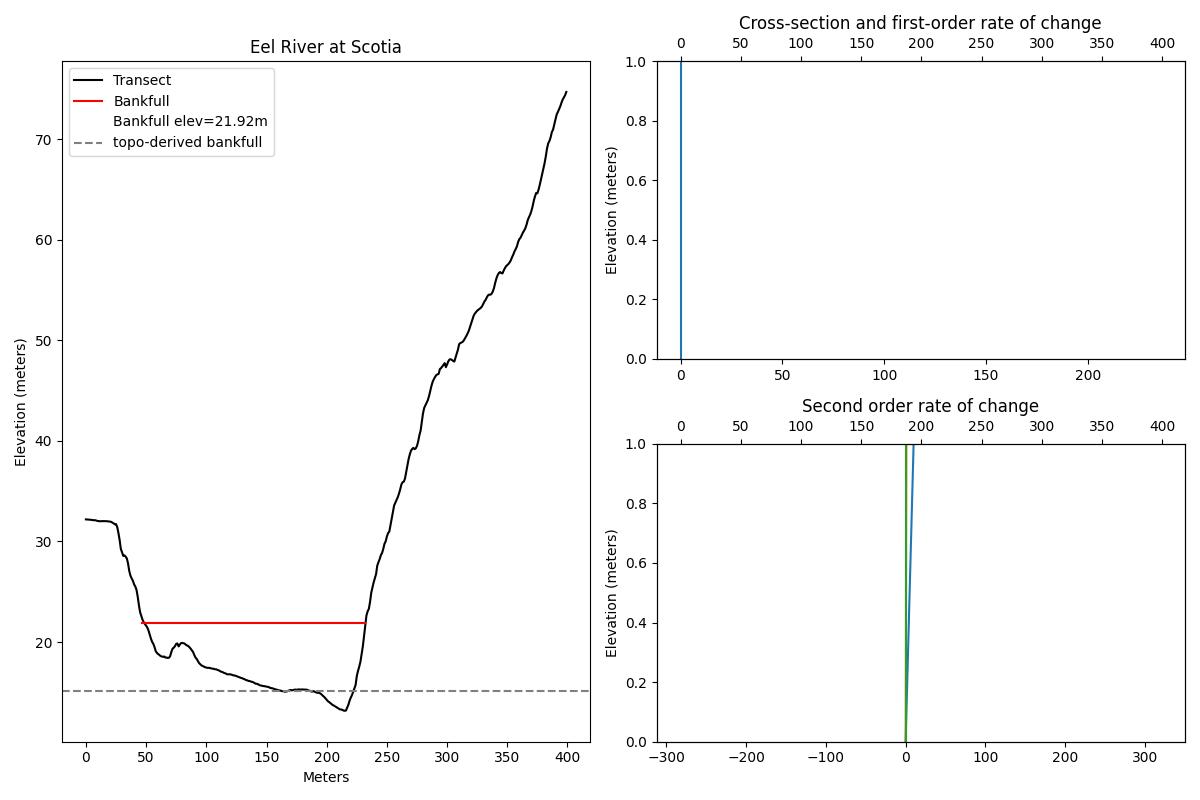 Eel River at Scotia
Transect
Bankfull
Bankfull elev=21.92m
topo-derived bankfull
Elevation (meters)
70
60
50
40
30
20
0 50 100 150 200 250 300 350 400
Meters
Cross-section and first-order rate of change
0 50 100 150 200 250 300 350 400
Elevation (meters)
1.0
0.8
0.6
0.4
0.2
0.0
0 50 100 150 200
Second order rate of change
0 50 100 150 200 250 300 350 400
Elevation (meters)
1.0
0.8
0.6
0.4
0.2
0.0
−300 −200 −100 0 100 200 300